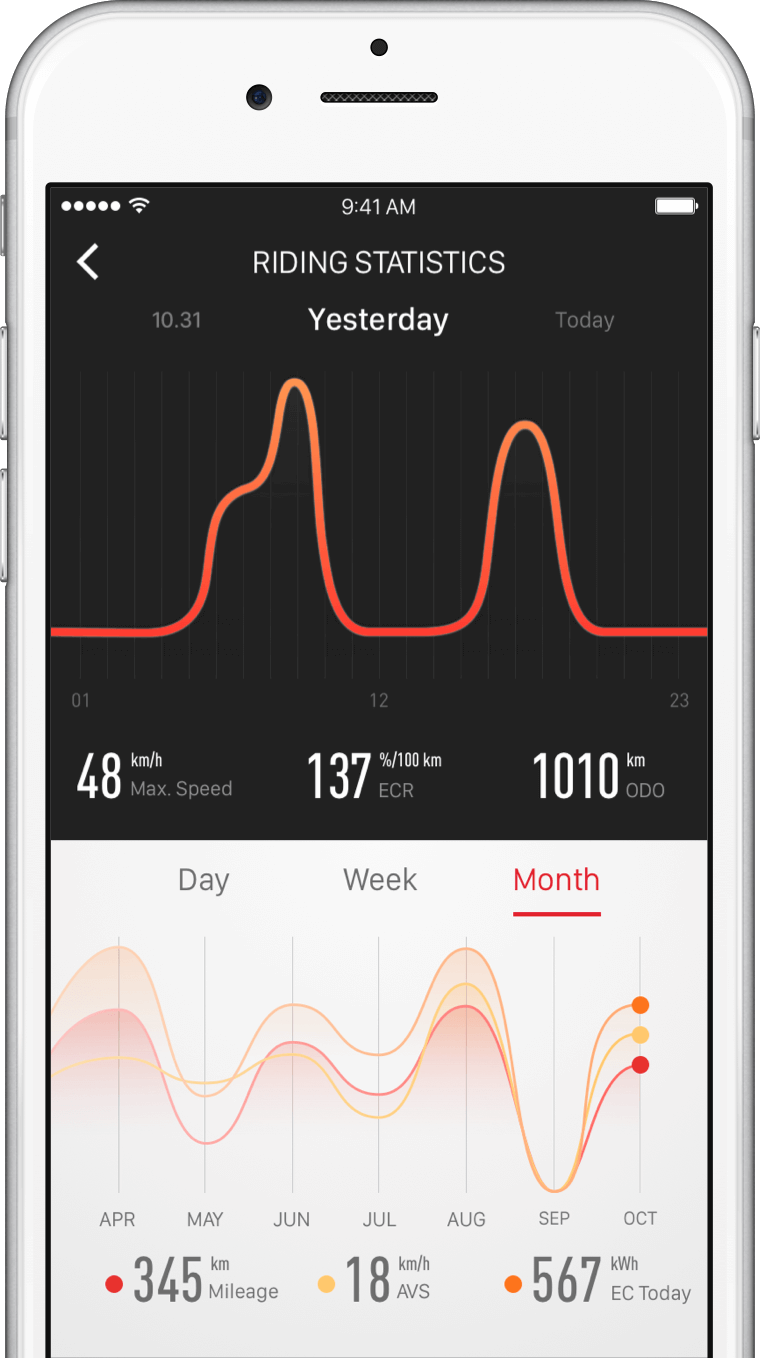 9:41 AM
RIDING STATISTICS
10.31 Yesterday Today
01 12 23
48 km/h Max. Speed 137 %/100 km ECR 1010 km ODO
Day Week Month
APR MAY JUN JUL AUG SEP OCT
345 km Mileage 18 km/h AVS 567 kWh EC Today